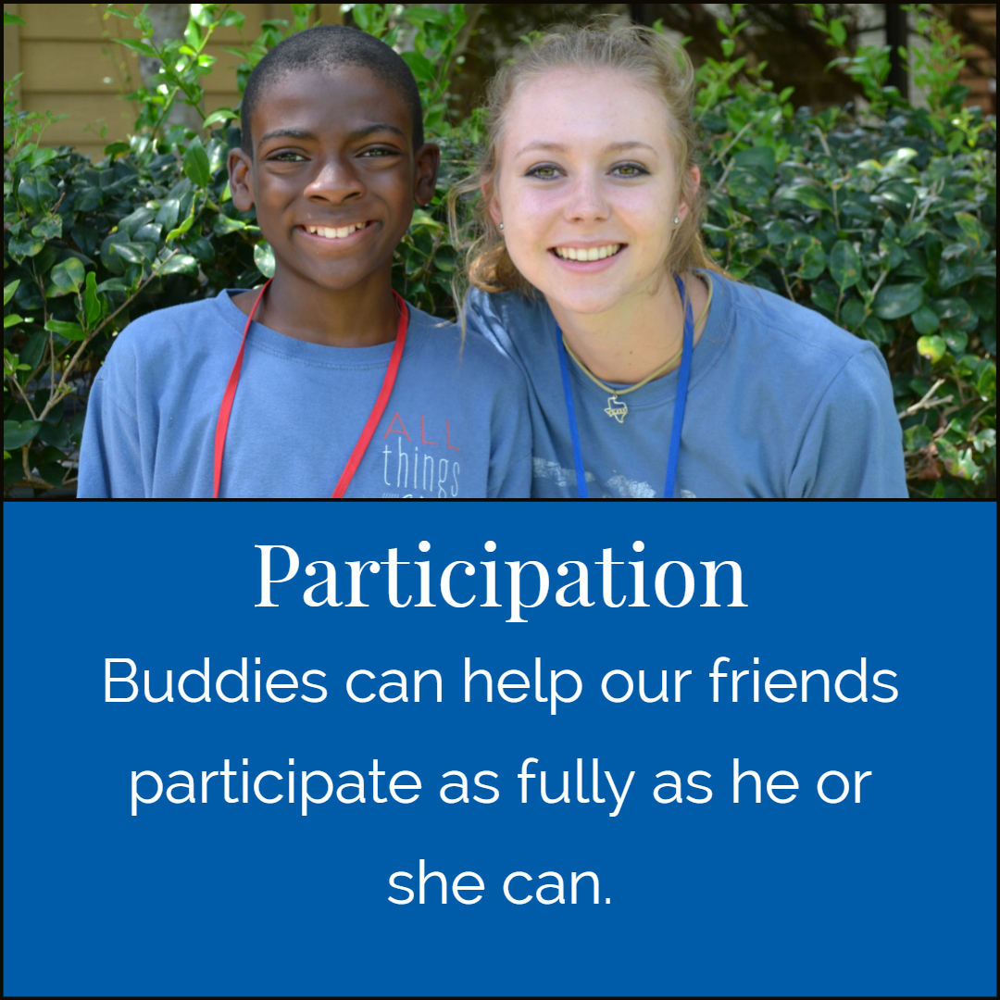 ALL
things
Participation
Buddies can help our friends
participate as fully as he or
she can.